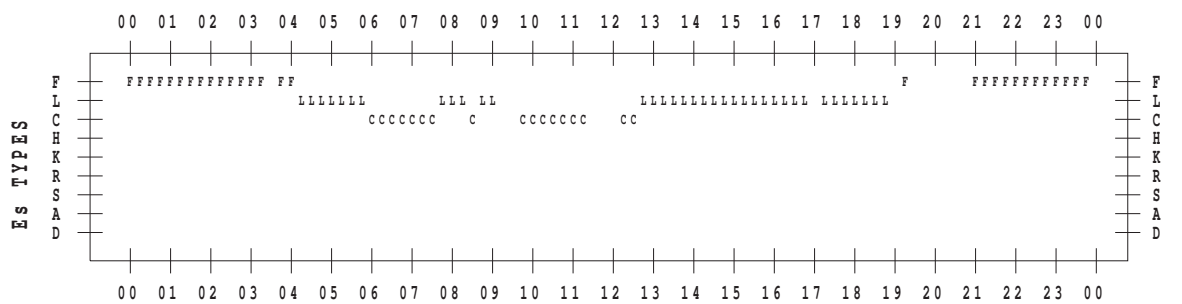 00 01 02 03 04 05 06 07 08 09 10 11 12 13 14 15 16 17 18 19 20 21 22 23 00
F FFFFFFFFFFFFFF FF F FFFFFFFFFFFF F
L LLLLLLL LLL LL LLLLLLLLLLLLLLLLL LLLLLLL L
C CCCCCCC C CCCCCCC CC C
H H
K K
R R
S S
A A
D D
Es TYPES
00 01 02 03 04 05 06 07 08 09 10 11 12 13 14 15 16 17 18 19 20 21 22 23 00